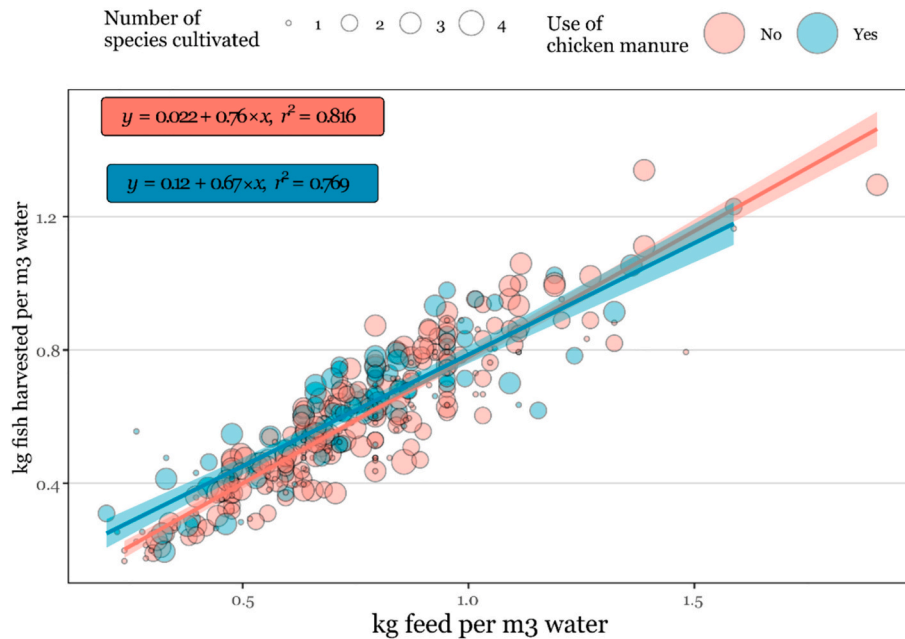 Number of species cultivated 1 2 3 4
Use of chicken manure No Yes
y = 0.022 + 0.76×x, r² = 0.816
y = 0.12 + 0.67×x, r² = 0.769
kg fish harvested per m3 water
1.2
0.8
0.4
0.5 1.0 1.5
kg feed per m3 water